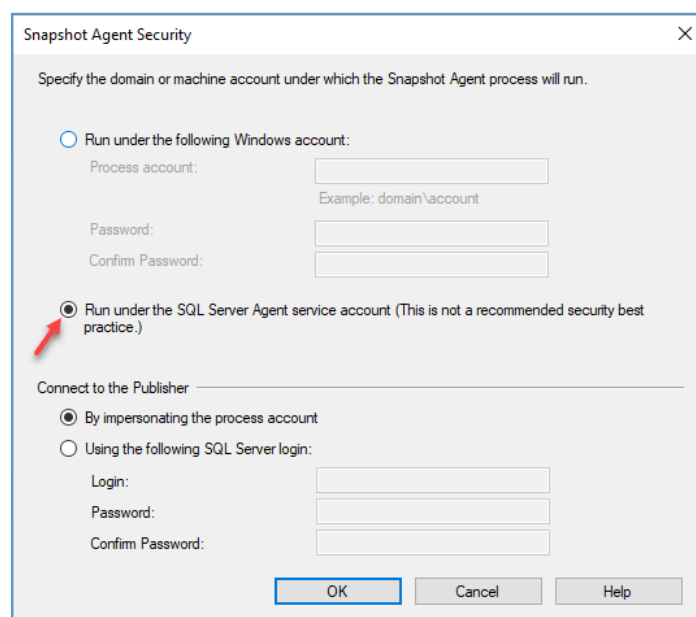 Snapshot Agent Security
Specify the domain or machine account under which the Snapshot Agent process will run.
Run under the following Windows account:
Process account:
Example: domain\account
Password:
Confirm Password:
Run under the SQL Server Agent service account (This is not a recommended security best
practice.)
Connect to the Publisher
By impersonating the process account
Using the following SQL Server login:
Login:
Password:
Confirm Password:
OK
Cancel
Help